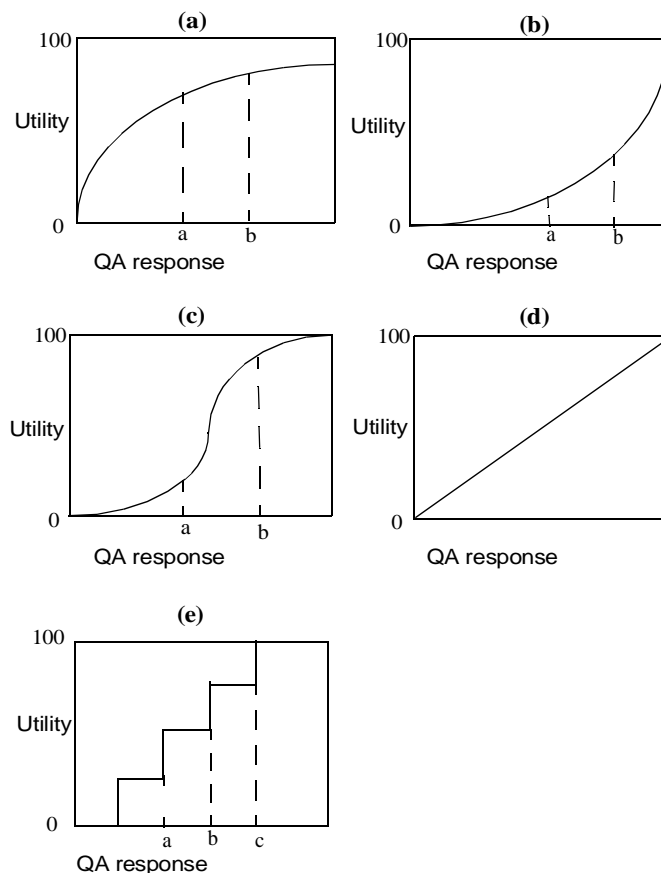 (a)
100
Utility
0
a b
QA response
(b)
100
Utility
0
a b
QA response
(c)
100
Utility
0
a b
QA response
(d)
100
Utility
0
QA response
(e)
100
Utility
0
a b c
QA response